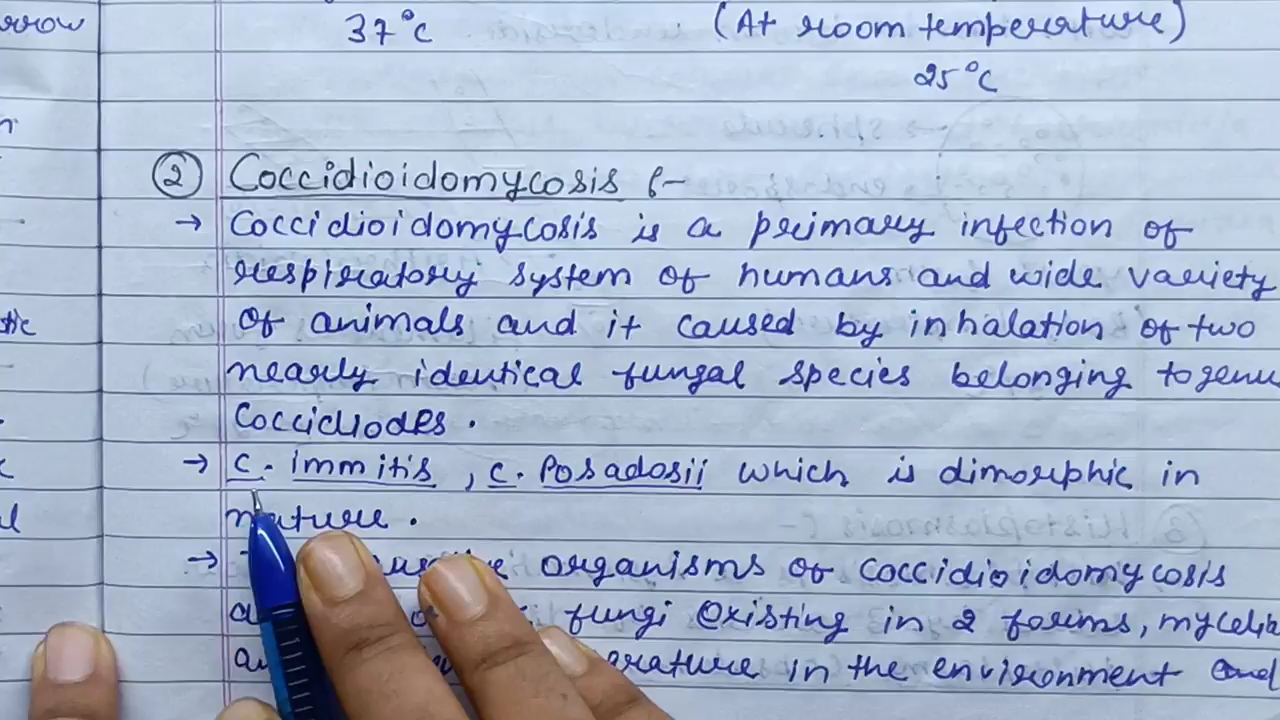 37°C (At room temperature)
25°C
② Coccidioidomycosis :-
→ Coccidioidomycosis is a primary infection of
respiratory system of humans and wide variety
of animals and it caused by inhalation of two
nearly identical fungal species belonging to genu
→ C. immitis, C. Posadosii which is dimorphic in
nature.
→ organisms of coccidioidomycosis
fungi existing in 2 forms, mycelia
in the environment and